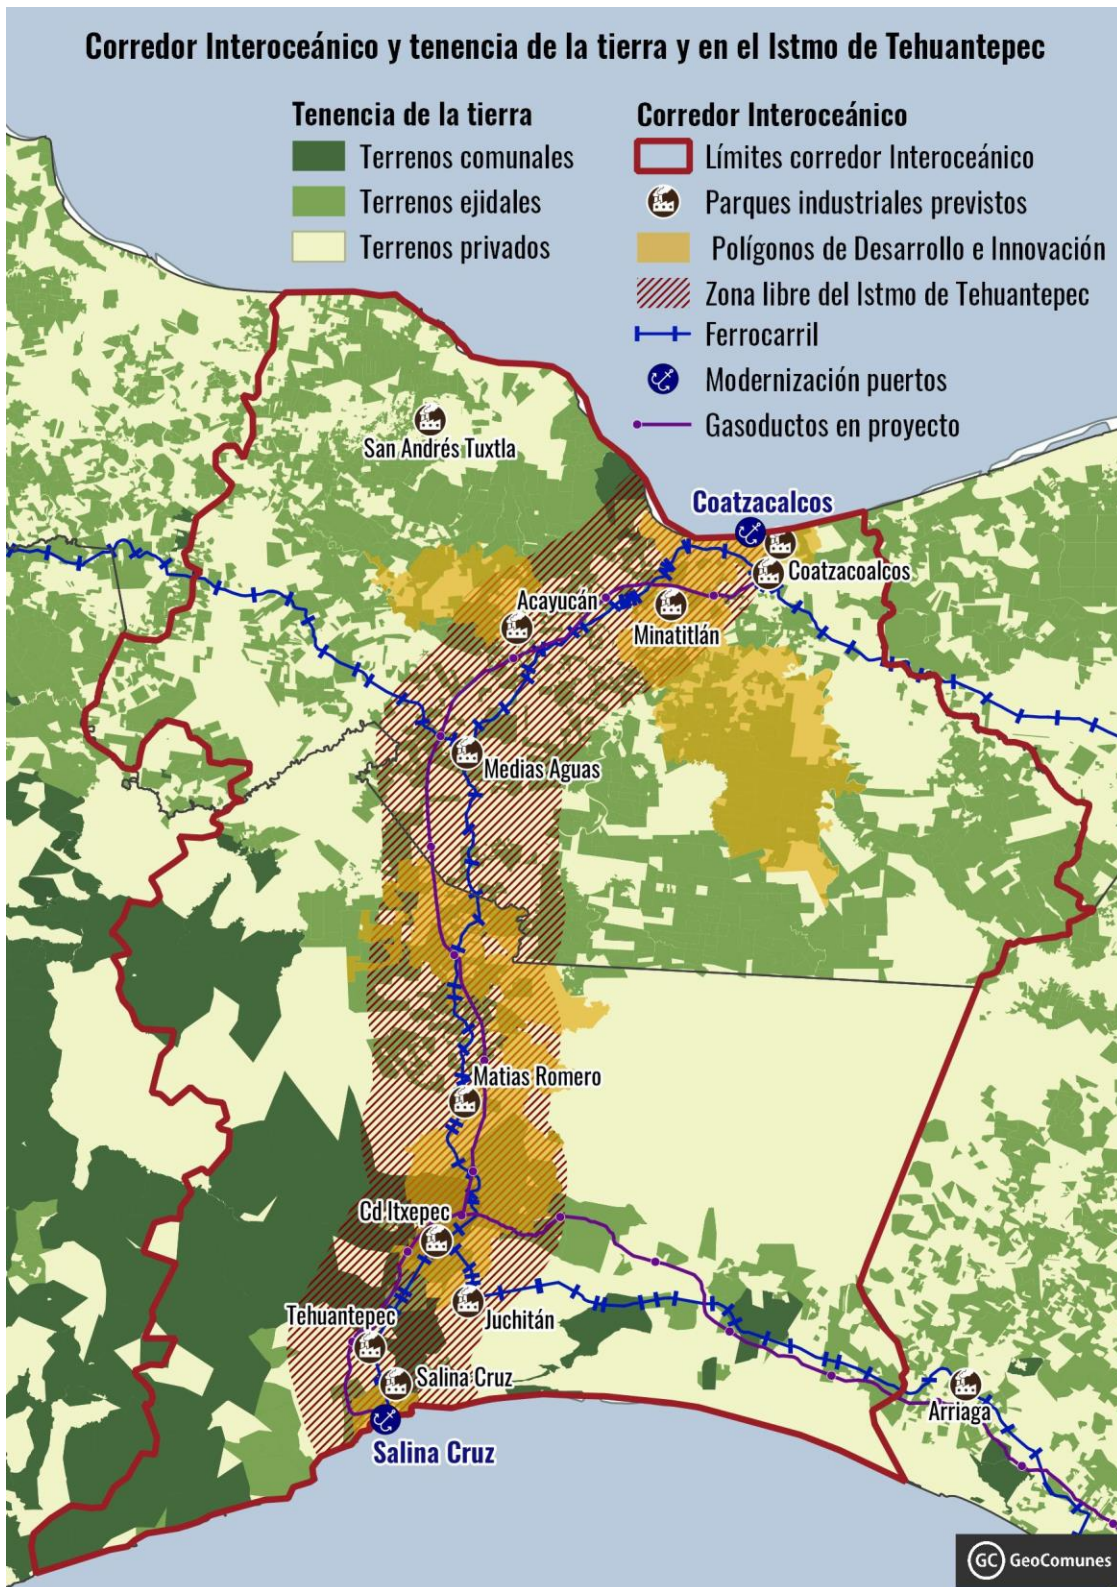 Corredor Interoceánico y tenencia de la tierra y en el Istmo de Tehuantepec
Tenencia de la tierra
Terrenos comunales
Terrenos ejidales
Terrenos privados
Corredor Interoceánico
Límites corredor Interoceánico
Parques industriales previstos
Polígonos de Desarrollo e Innovación
Zona libre del Istmo de Tehuantepec
Ferrocarril
Modernización puertos
Gasoductos en proyecto
San Andrés Tuxtla
Coatzacalcos
Coatzacoalcos
Acayucán
Minatitlán
Medias Aguas
Matias Romero
Cd Itxepec
Juchitán
Tehuantepec
Salina Cruz
Arriaga
Salina Cruz
GC GeoComunes